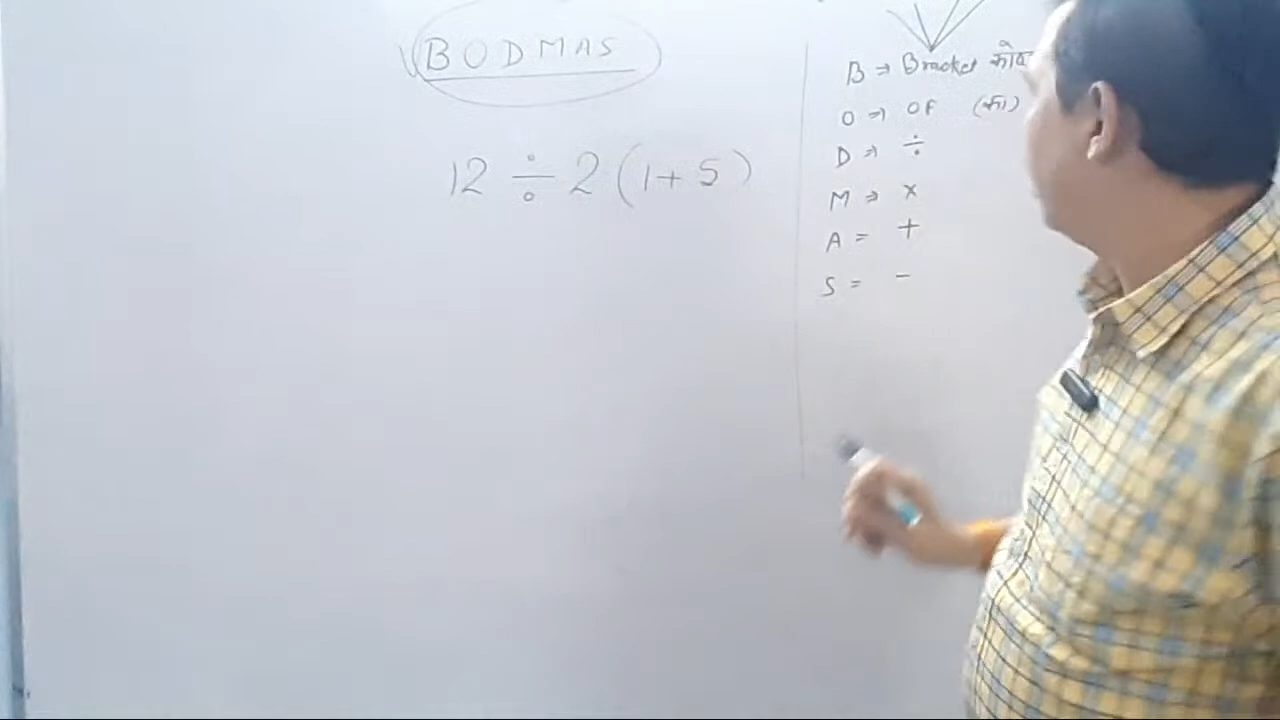 BODMAS
12 ÷ 2 (1 + 5)
B ⇒ Bracket
O ⇒ OF (का)
D ⇒ ÷
M ⇒ ×
A = +
S = -